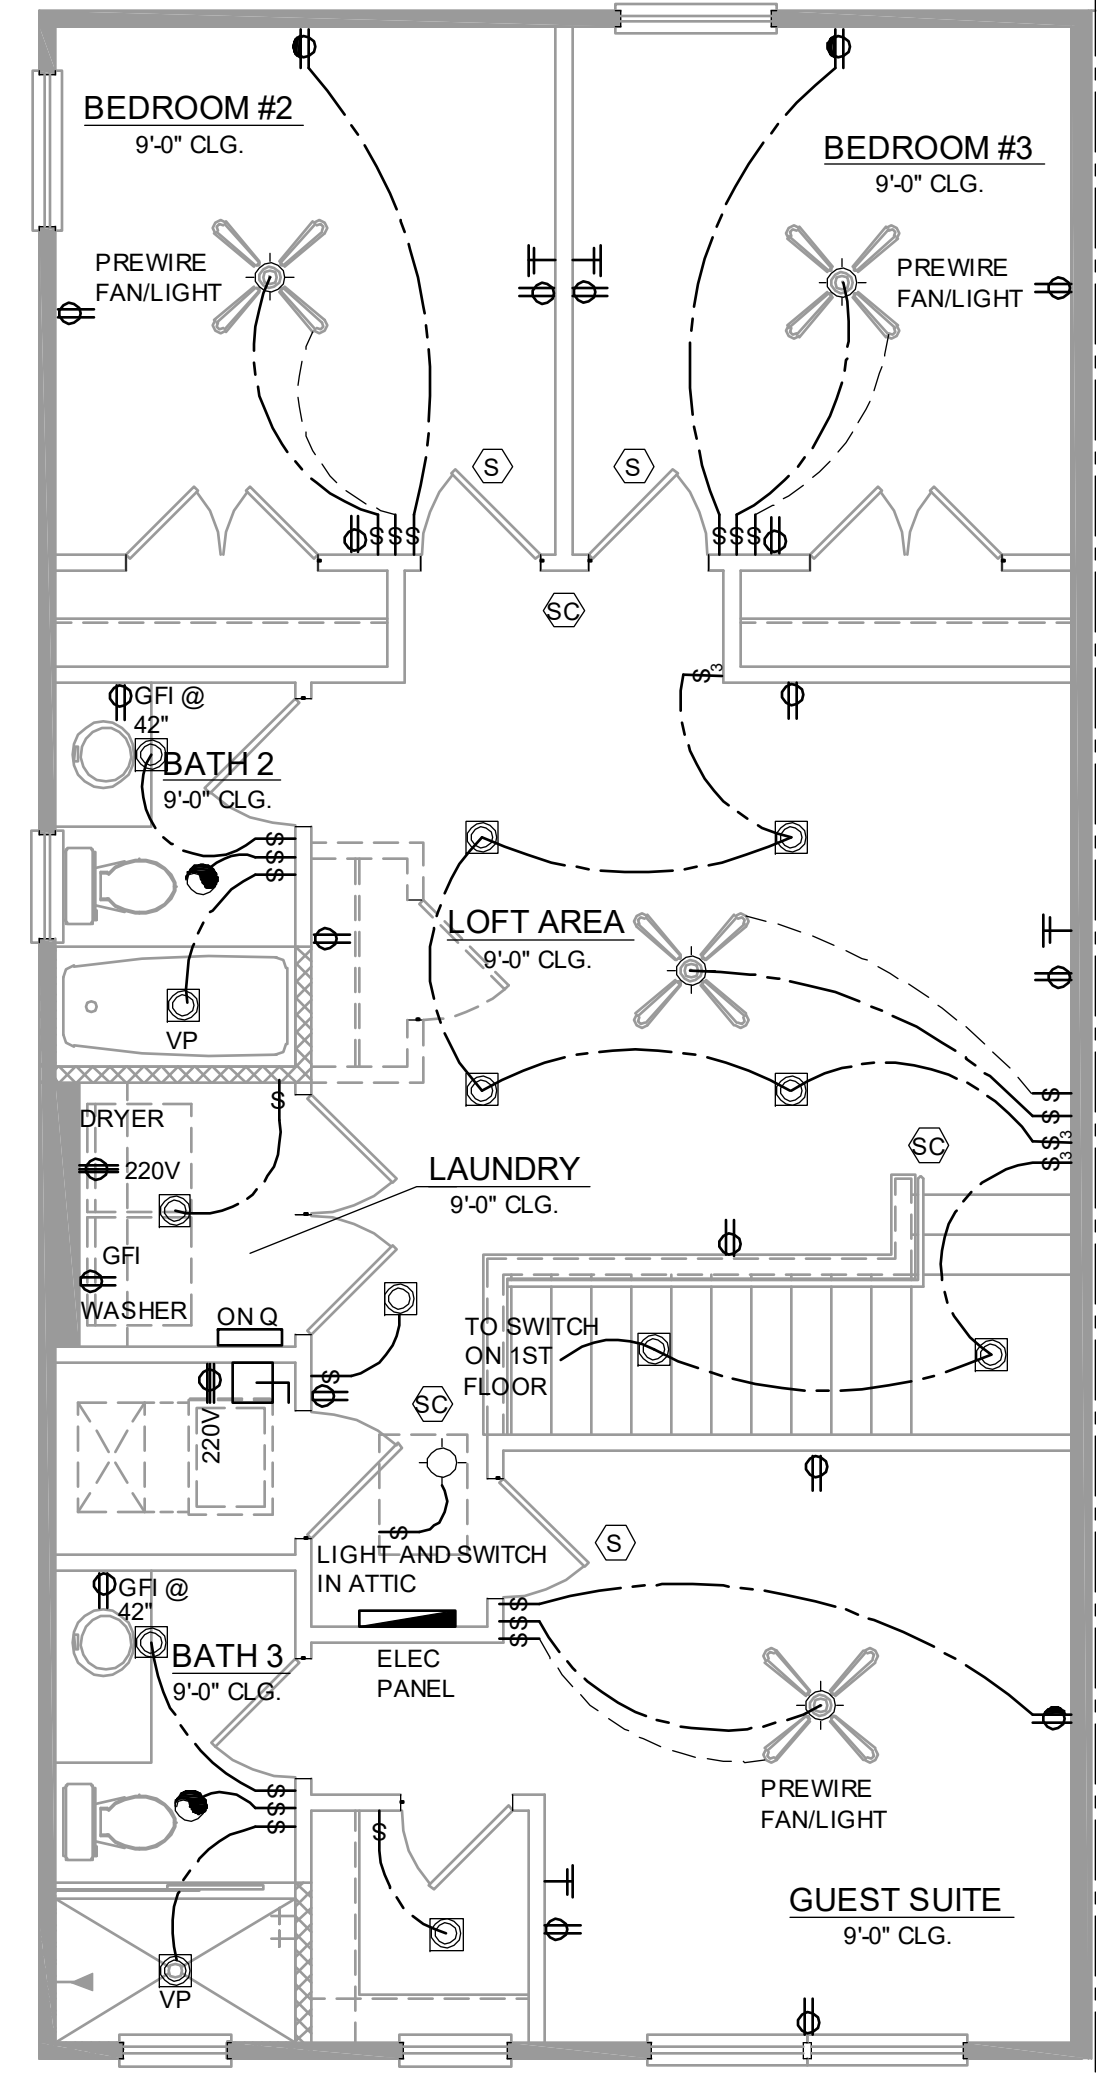 BEDROOM #2
9'-0" CLG.
BEDROOM #3
9'-0" CLG.
PREWIRE
FAN/LIGHT
PREWIRE
FAN/LIGHT
S
S
S
S
S
S
S
S
SC
S3
GFI @
42"
BATH 2
9'-0" CLG.
S
S
S
LOFT AREA
9'-0" CLG.
VP
S
S
S
S3
S3
DRYER
220V
SC
LAUNDRY
9'-0" CLG.
GFI
WASHER
ON Q
TO SWITCH
ON 1ST
FLOOR
S
SC
220V
S
S
LIGHT AND SWITCH
IN ATTIC
GFI @
42"
S
S
S
BATH 3
9'-0" CLG.
ELEC
PANEL
PREWIRE
FAN/LIGHT
S
S
S
S
GUEST SUITE
9'-0" CLG.
VP